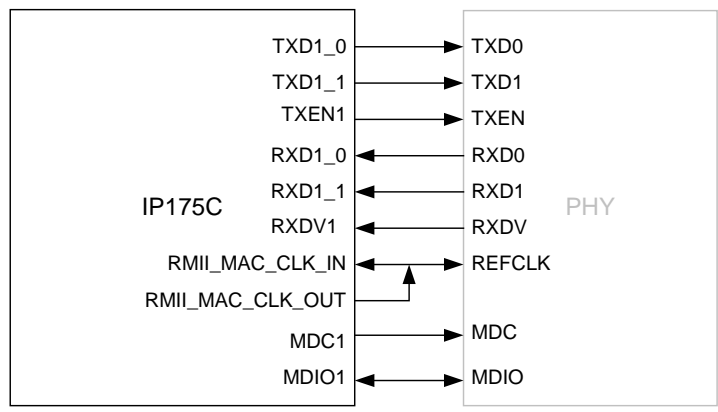 TXD1_0 TXD0
TXD1_1 TXD1
TXEN1 TXEN
RXD1_0 RXD0
RXD1_1 RXD1
IP175C PHY
RXDV1 RXDV
RMII_MAC_CLK_IN REFCLK
RMII_MAC_CLK_OUT
MDC1 MDC
MDIO1 MDIO